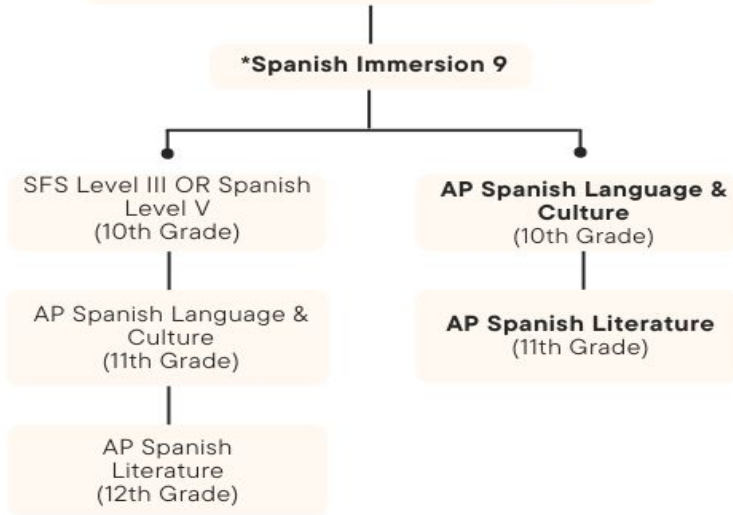 *Spanish Immersion 9
SFS Level III OR Spanish
Level V
(10th Grade)
AP Spanish Language &
Culture
(11th Grade)
AP Spanish
Literature
(12th Grade)
AP Spanish Language &
Culture
(10th Grade)
AP Spanish Literature
(11th Grade)